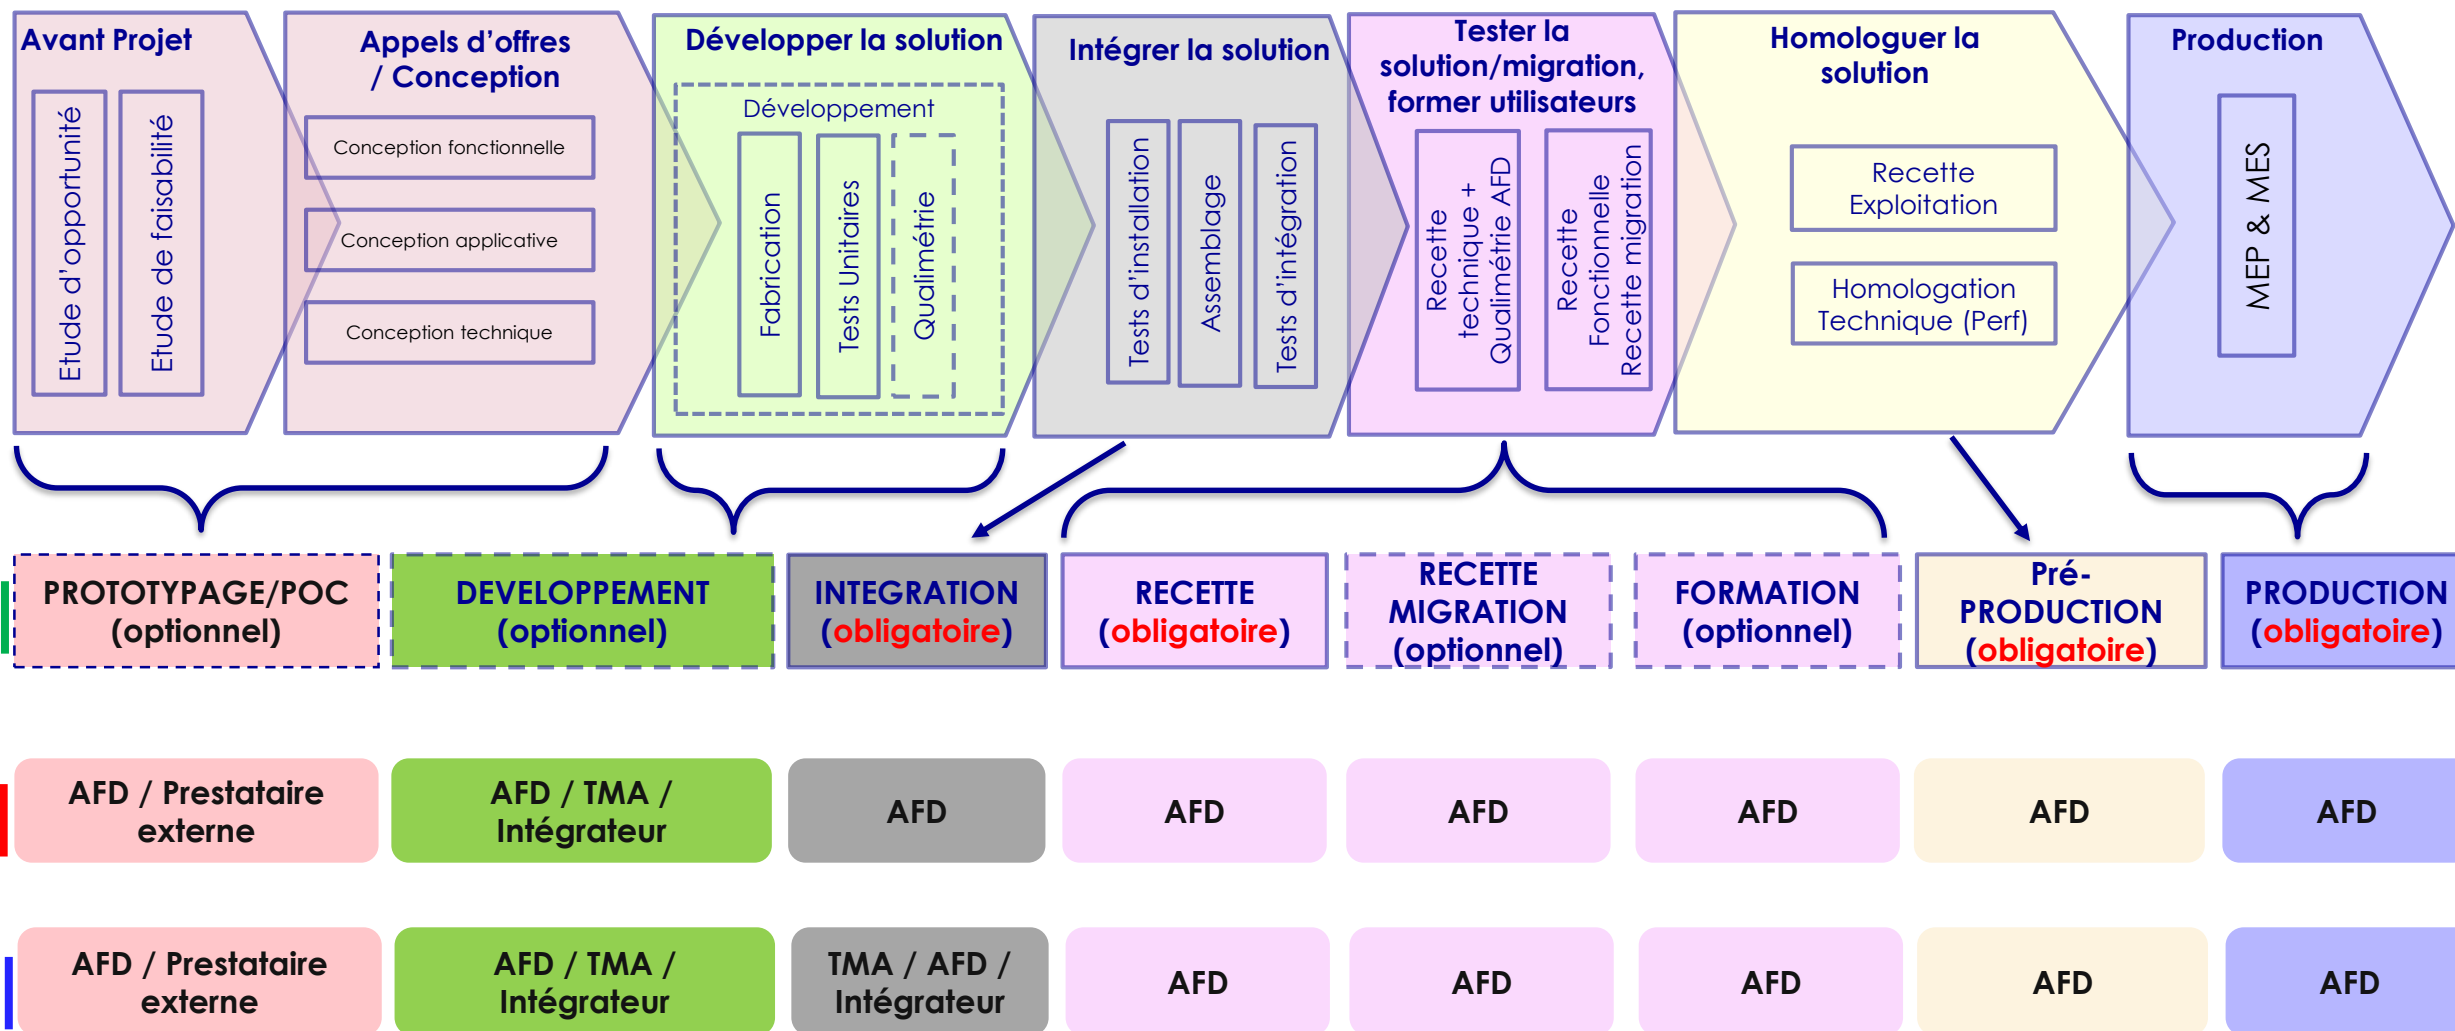 Avant Projet
Etude d'opportunité
Etude de faisabilité
Appels d'offres
/ Conception
Conception fonctionnelle
Conception applicative
Conception technique
Développer la solution
Développement
Fabrication
Tests Unitaires
Qualimétrie
Intégrer la solution
Tests d'installation
Assemblage
Tests d'intégration
Tester la
solution/migration,
former utilisateurs
Recette
technique +
Qualimétrie AFD
Recette
Fonctionnelle
Recette migration
Homologuer la
solution
Recette
Exploitation
Homologation
Technique (Perf)
Production
MEP & MES
PROTOTYPAGE/POC
(optionnel)
DEVELOPPEMENT
(optionnel)
INTEGRATION
(obligatoire)
RECETTE
(obligatoire)
RECETTE
MIGRATION
(optionnel)
FORMATION
(optionnel)
Pré-
PRODUCTION
(obligatoire)
PRODUCTION
(obligatoire)
AFD / Prestataire
externe
AFD / TMA /
Intégrateur
AFD
AFD
AFD
AFD
AFD
AFD
AFD / Prestataire
externe
AFD / TMA /
Intégrateur
TMA / AFD /
Intégrateur
AFD
AFD
AFD
AFD
AFD